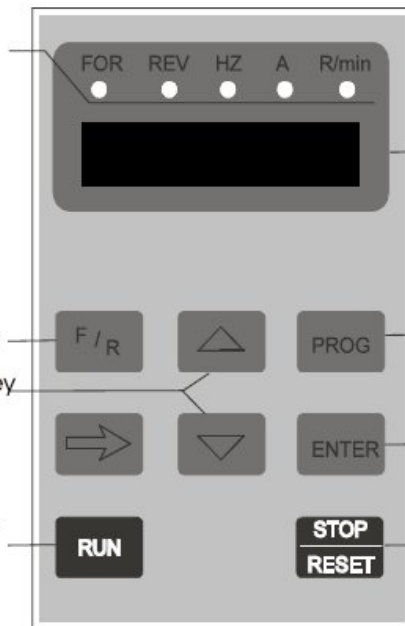 FOR REV HZ A R/min
F/R PROG
ey
ENTER
RUN STOP
RESET